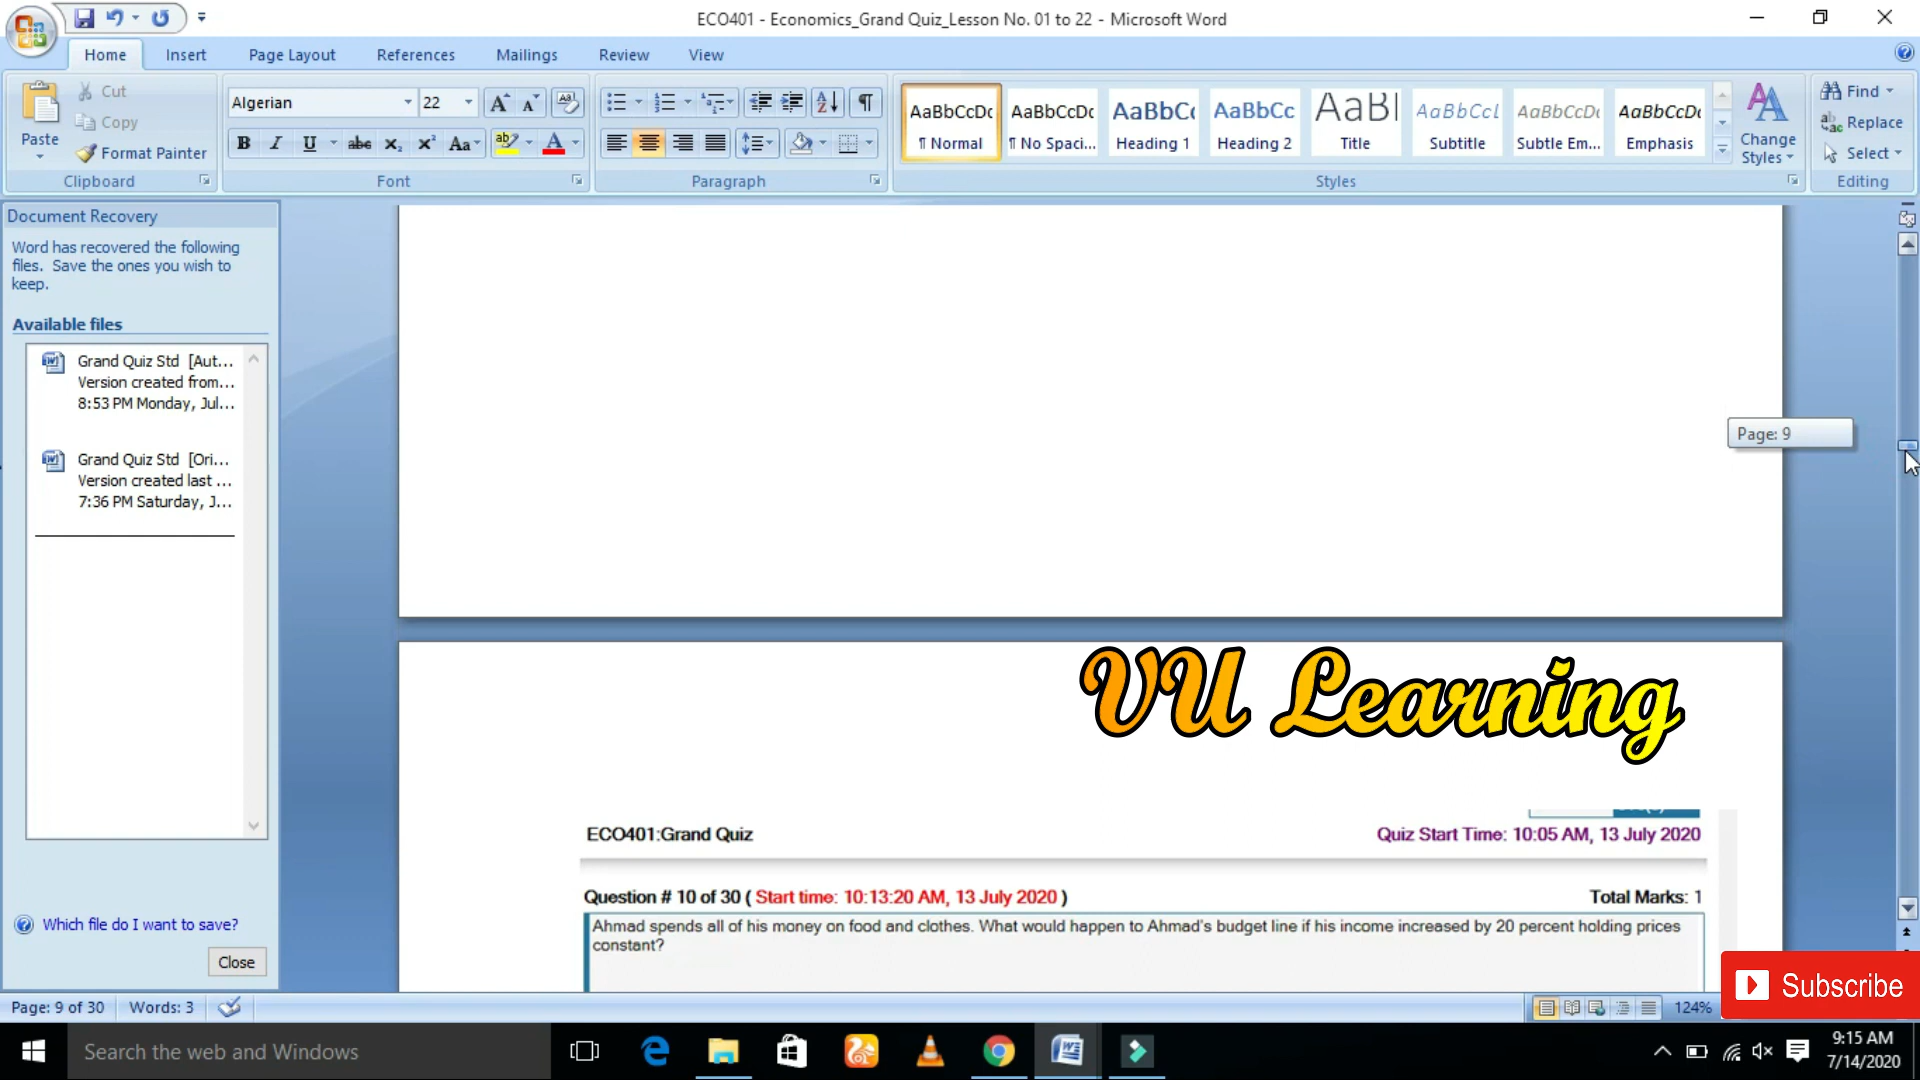 ECO401 - Economics_Grand Quiz_Lesson No. 01 to 22 - Microsoft Word
Home Insert Page Layout References Mailings Review View
Paste
Cut
Copy
Format Painter
Clipboard
Algerian 22
Font
Paragraph
AaBbCcDc AaBbCcDc AaBbCc AaBbCc AaBl AaBbCcL AaBbCcDc AaBbCcDc
¶ Normal ¶ No Spaci... Heading 1 Heading 2 Title Subtitle Subtle Em... Emphasis
Change Styles
Styles
Find
Replace
Select
Editing
Document Recovery
Word has recovered the following
files. Save the ones you wish to
keep.
Available files
Grand Quiz Std [Aut...
Version created from...
8:53 PM Monday, Jul...
Grand Quiz Std [Ori...
Version created last ...
7:36 PM Saturday, J...
Which file do I want to save?
Close
Page: 9
VU Learning
ECO401:Grand Quiz
Quiz Start Time: 10:05 AM, 13 July 2020
Question # 10 of 30 ( Start time: 10:13:20 AM, 13 July 2020 )
Total Marks: 1
Ahmad spends all of his money on food and clothes. What would happen to Ahmad's budget line if his income increased by 20 percent holding prices
constant?
Subscribe
Page: 9 of 30 Words: 3
124%
Search the web and Windows
9:15 AM
7/14/2020